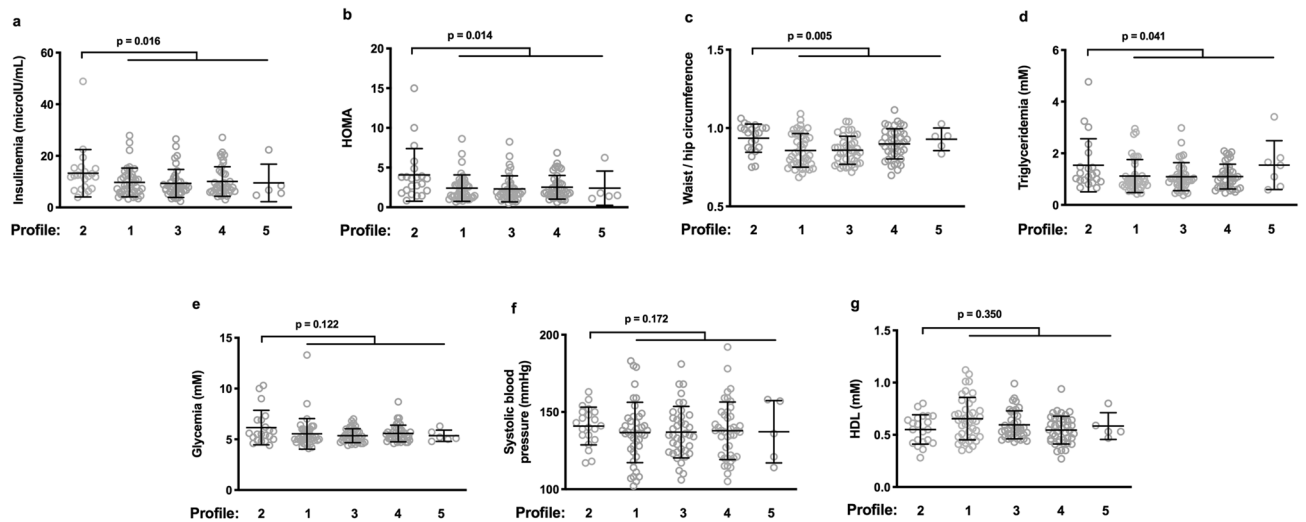 a
p = 0.016
Insulinemia (microIU/mL)
60
40
20
0
Profile: 2 1 3 4 5
b
p = 0.014
HOMA
20
15
10
5
0
Profile: 2 1 3 4 5
c
p = 0.005
Waist / hip circumference
1.5
1.0
0.5
Profile: 2 1 3 4 5
d
p = 0.041
Triglyceridemia (mM)
6
4
2
0
Profile: 2 1 3 4 5
e
p = 0.122
Glycemia (mM)
15
10
5
0
Profile: 2 1 3 4 5
f
p = 0.172
Systolic blood
pressure (mmHg)
200
150
100
Profile: 2 1 3 4 5
g
p = 0.350
HDL (mM)
1.5
1.0
0.5
0.0
Profile: 2 1 3 4 5